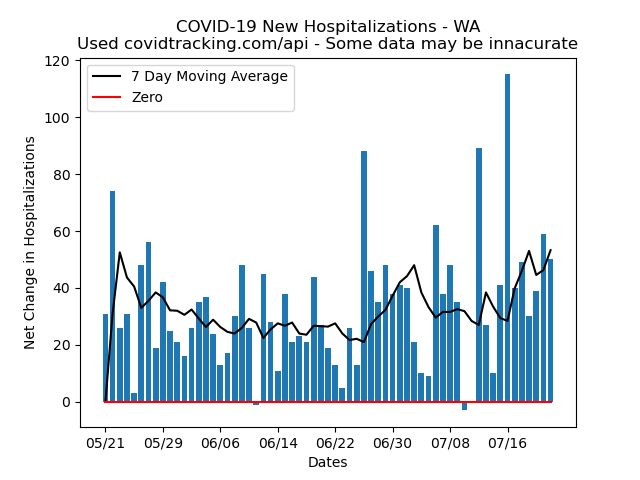 COVID-19 New Hospitalizations - WA
Used covidtracking.com/api - Some data may be innacurate
7 Day Moving Average
Zero
Net Change in Hospitalizations
120
100
80
60
40
20
0
05/21 05/29 06/06 06/14 06/22 06/30 07/08 07/16
Dates